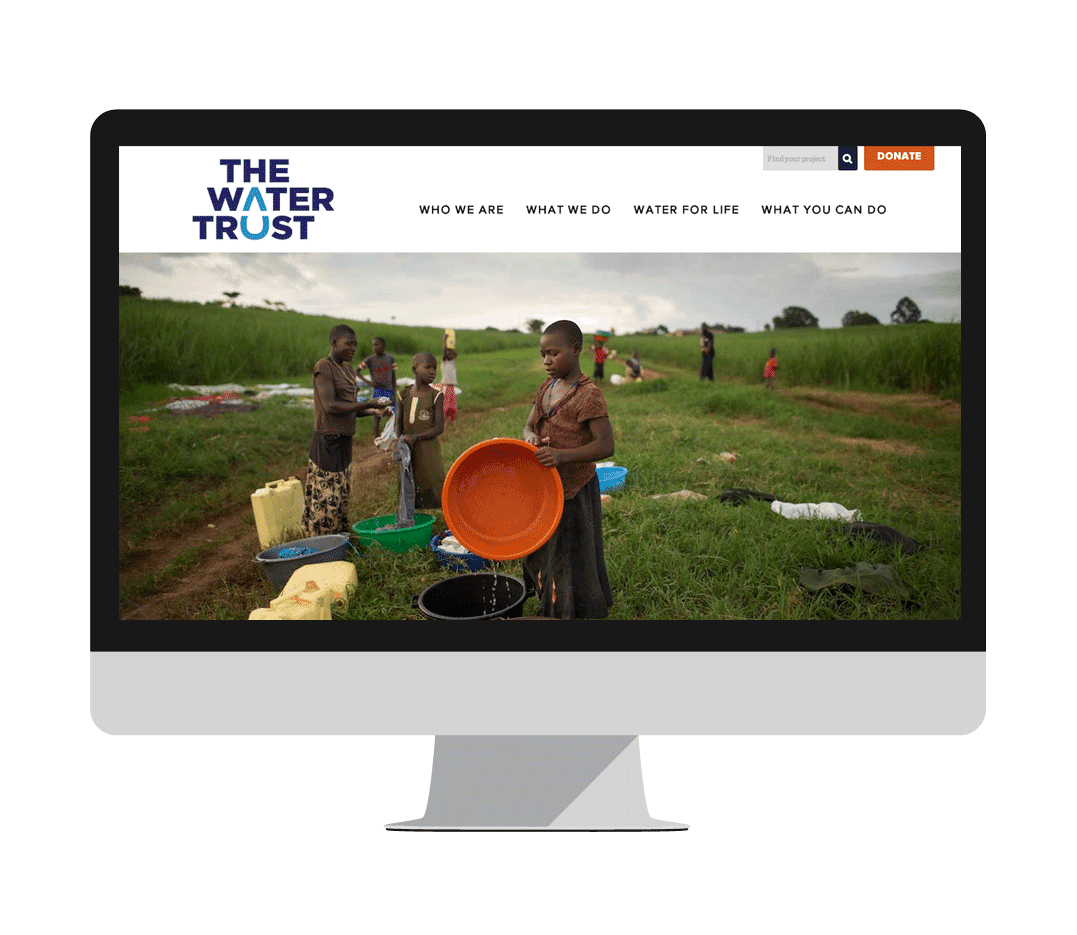 THE
WATER
TRUST
Find your project
DONATE
WHO WE ARE WHAT WE DO WATER FOR LIFE WHAT YOU CAN DO